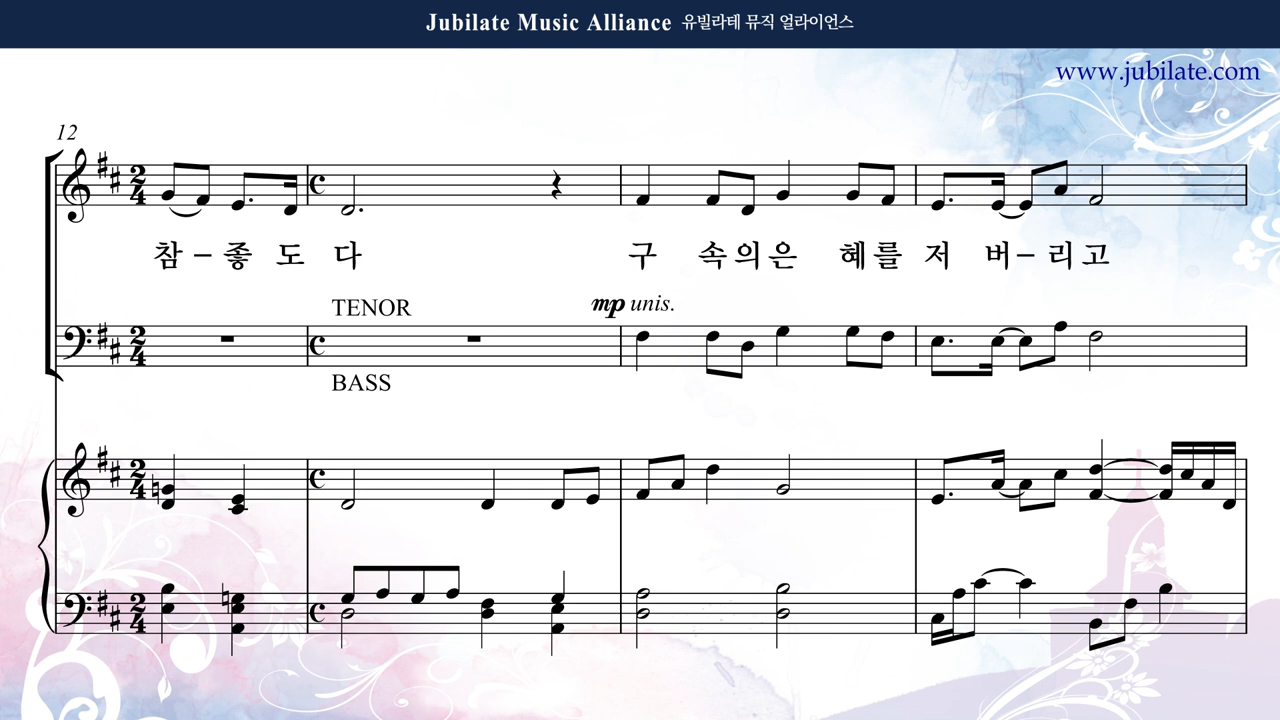 Jubilate Music Alliance 유빌라테 뮤직 얼라이언스
www.jubilate.com
12
참-좋 도 다 구 속의은 혜를 저 버-리고
TENOR
mp unis.
BASS